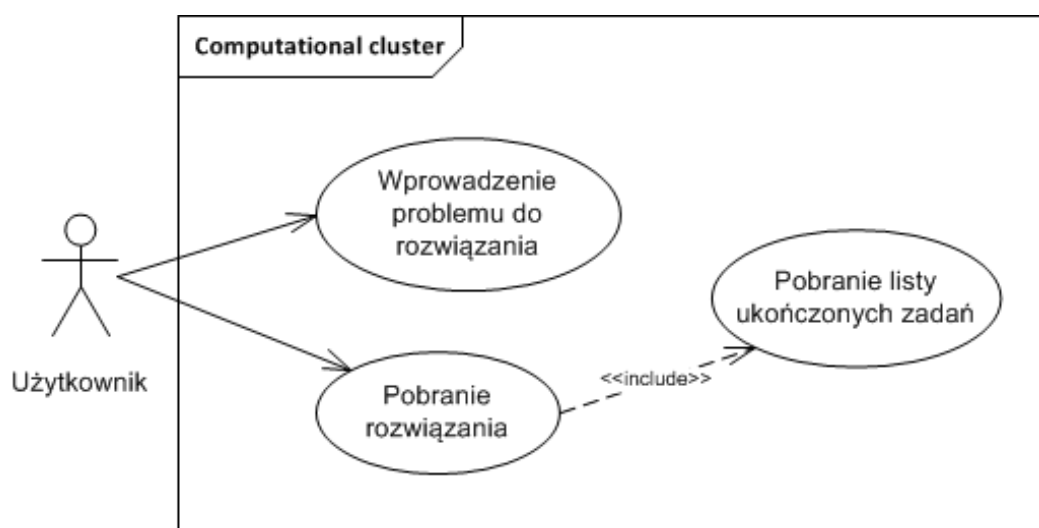 Computational cluster
Wprowadzenie
problemu do
rozwiązania
Pobranie listy
ukończonych zadań
<<include>>
Użytkownik
Pobranie
rozwiązania